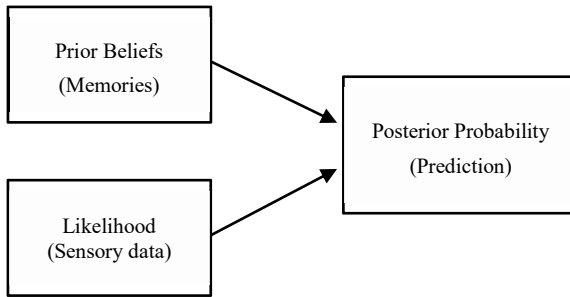 Prior Beliefs
(Memories)
Posterior Probability
(Prediction)
Likelihood
(Sensory data)